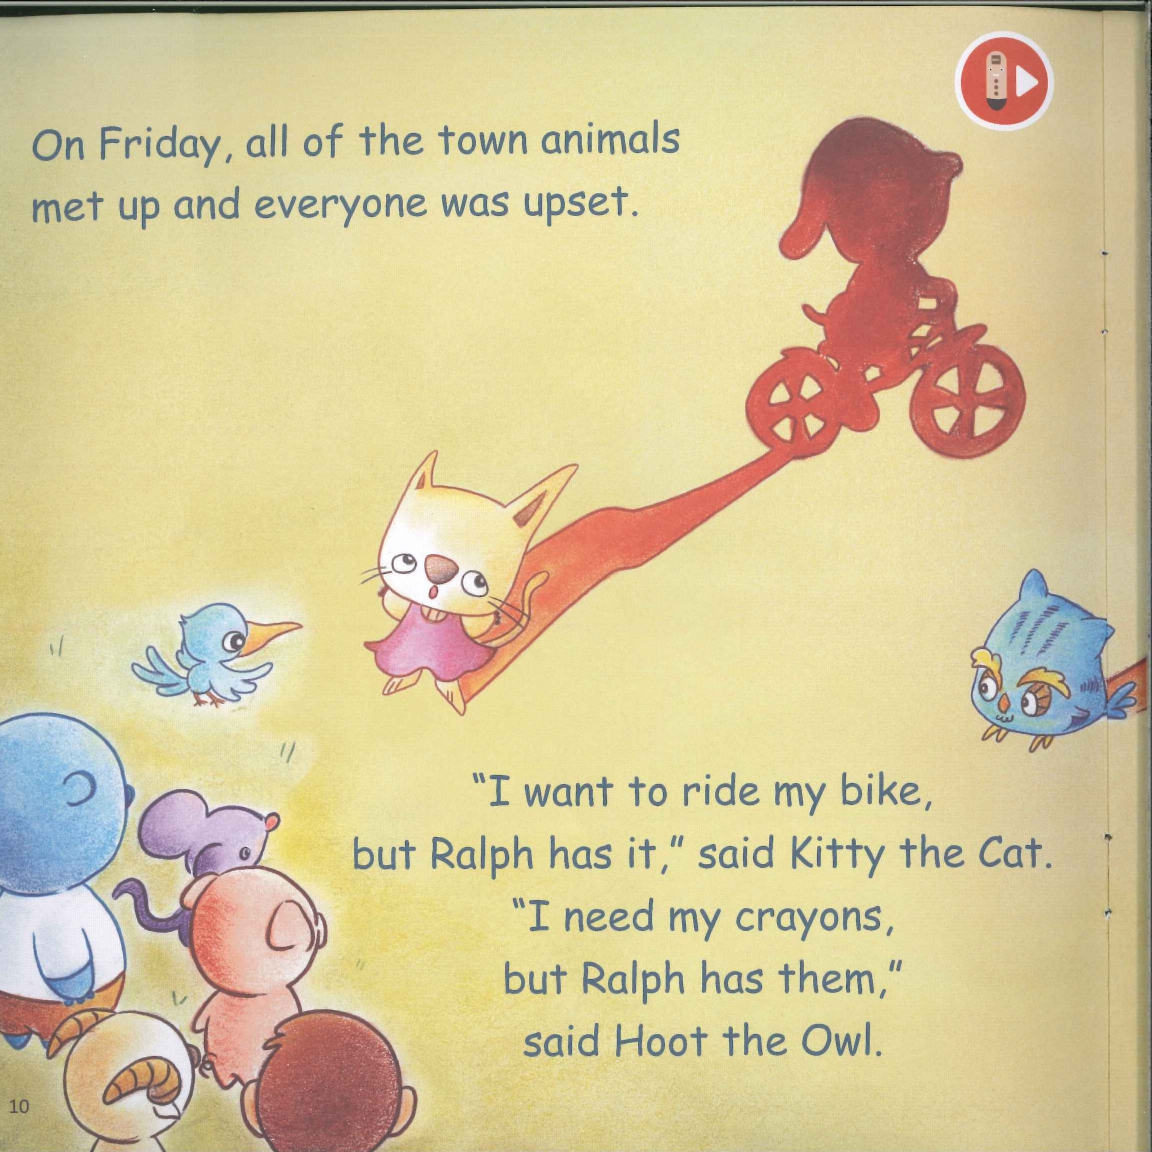 On Friday, all of the town animals
met up and everyone was upset.
“I want to ride my bike,
but Ralph has it,” said Kitty the Cat.
“I need my crayons,
but Ralph has them,”
said Hoot the Owl.
10